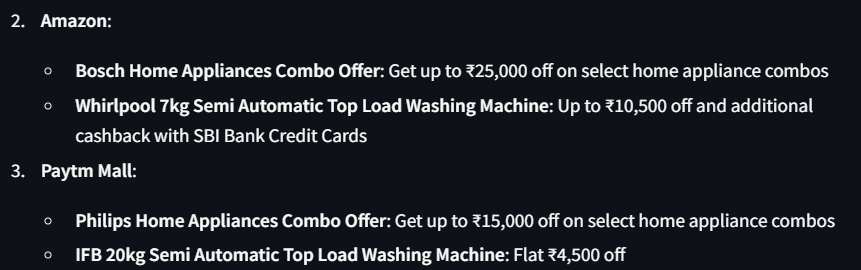 2. Amazon:
○ Bosch Home Appliances Combo Offer: Get up to ₹25,000 off on select home appliance combos
○ Whirlpool 7kg Semi Automatic Top Load Washing Machine: Up to ₹10,500 off and additional
cashback with SBI Bank Credit Cards
3. Paytm Mall:
○ Philips Home Appliances Combo Offer: Get up to ₹15,000 off on select home appliance combos
○ IFB 20kg Semi Automatic Top Load Washing Machine: Flat ₹4,500 off